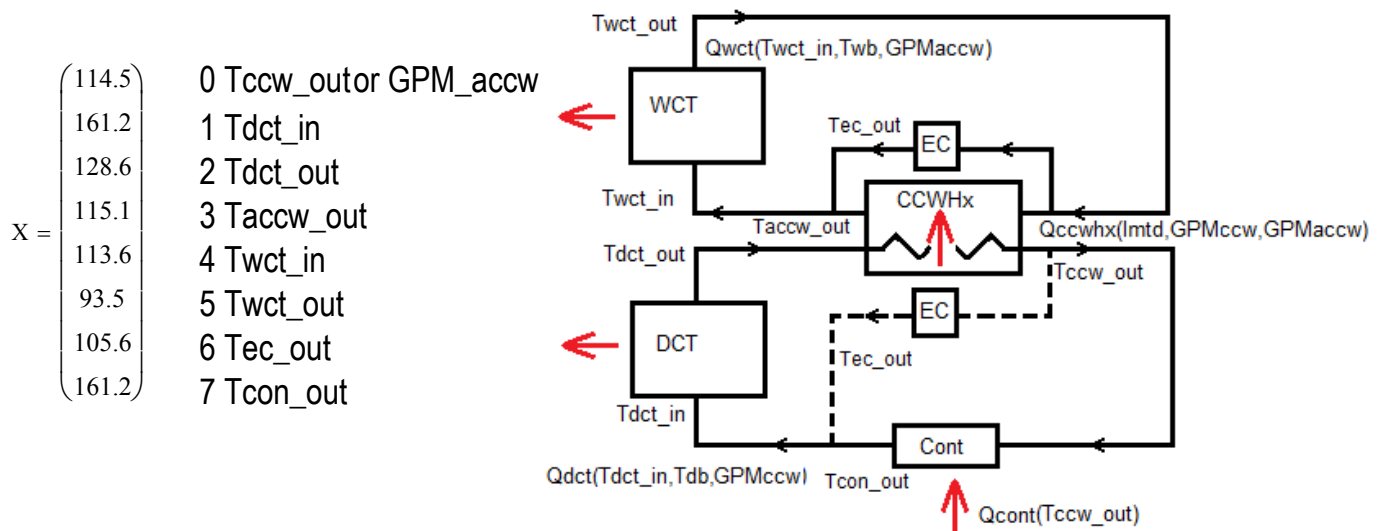 X =
114.5
161.2
128.6
115.1
113.6
93.5
105.6
161.2
0 Tccw_outor GPM_accw
1 Tdct_in
2 Tdct_out
3 Taccw_out
4 Twct_in
5 Twct_out
6 Tec_out
7 Tcon_out
Twct_out
Qwct(Twct_in,Twb,GPMaccw)
WCT
Tec_out
EC
Twct_in
CCWHx
Taccw_out
Qccwhx(lmtd,GPMccw,GPMaccw)
Tdct_out
Tccw_out
EC
DCT
Tec_out
Tdct_in
Cont
Qdct(Tdct_in,Tdb,GPMccw)
Tcon_out
Qcont(Tccw_out)